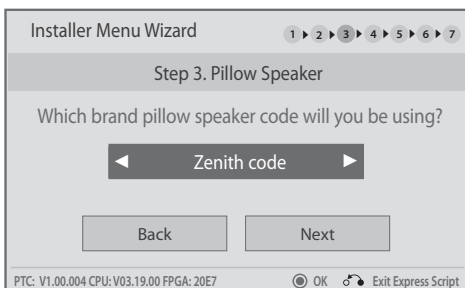 Installer Menu Wizard 1 2 3 4 5 6 7
Step 3. Pillow Speaker
Which brand pillow speaker code will you be using?
Zenith code
Back Next
PTC: V1.00.004 CPU: V03.19.00 FPGA: 20E7 OK Exit Express Script